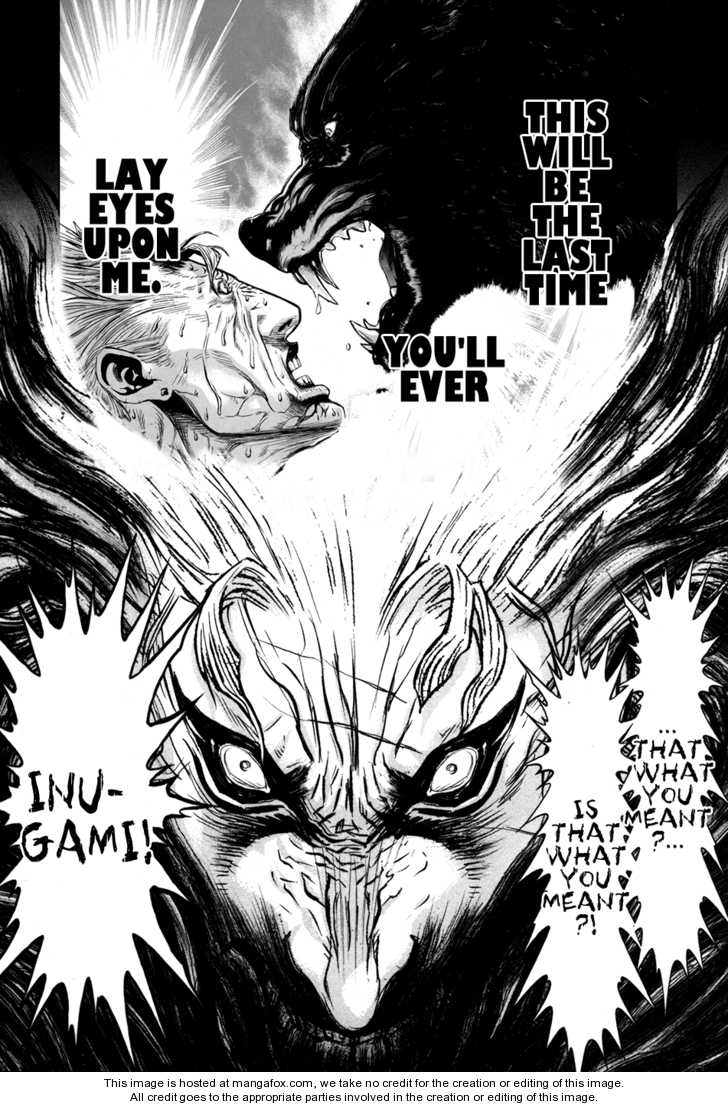 THIS
WILL
BE
THE
LAST
TIME
YOU'LL
EVER
LAY
EYES
UPON
ME.
...
THAT
WHAT
YOU
MEANT
?...
IS
THAT
WHAT
YOU
MEANT
?!
INU-
GAMI!
This image is hosted at mangafox.com, we take no credit for the creation or editing of this image.
All credit goes to the appropriate parties involved in the creation or editing of this image.